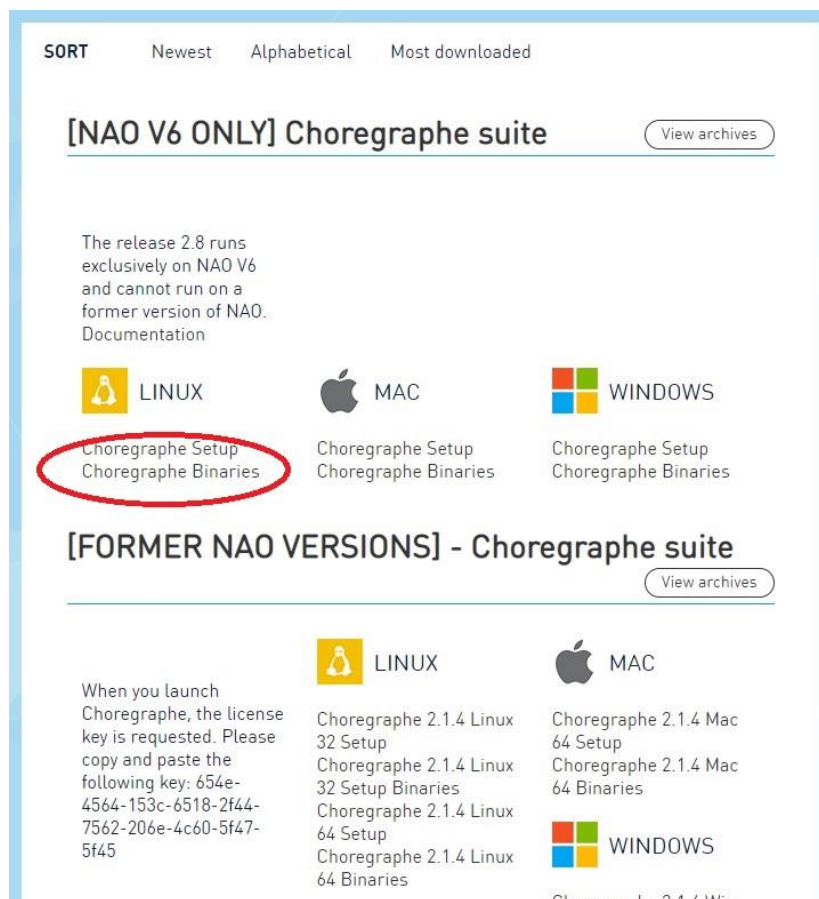 SORT Newest Alphabetical Most downloaded
[NAO V6 ONLY] Choregraphe suite
View archives
The release 2.8 runs
exclusively on NAO V6
and cannot run on a
former version of NAO.
Documentation
LINUX
Choregraphe Setup
Choregraphe Binaries
MAC
Choregraphe Setup
Choregraphe Binaries
WINDOWS
Choregraphe Setup
Choregraphe Binaries
[FORMER NAO VERSIONS] - Choregraphe suite
View archives
When you launch
Choregraphe, the license
key is requested. Please
copy and paste the
following key: 654e-
4564-153c-6518-2f44-
7562-206e-4c60-5f47-
5f45
LINUX
Choregraphe 2.1.4 Linux
32 Setup
Choregraphe 2.1.4 Linux
32 Setup Binaries
Choregraphe 2.1.4 Linux
64 Setup
Choregraphe 2.1.4 Linux
64 Binaries
MAC
Choregraphe 2.1.4 Mac
64 Setup
Choregraphe 2.1.4 Mac
64 Binaries
WINDOWS